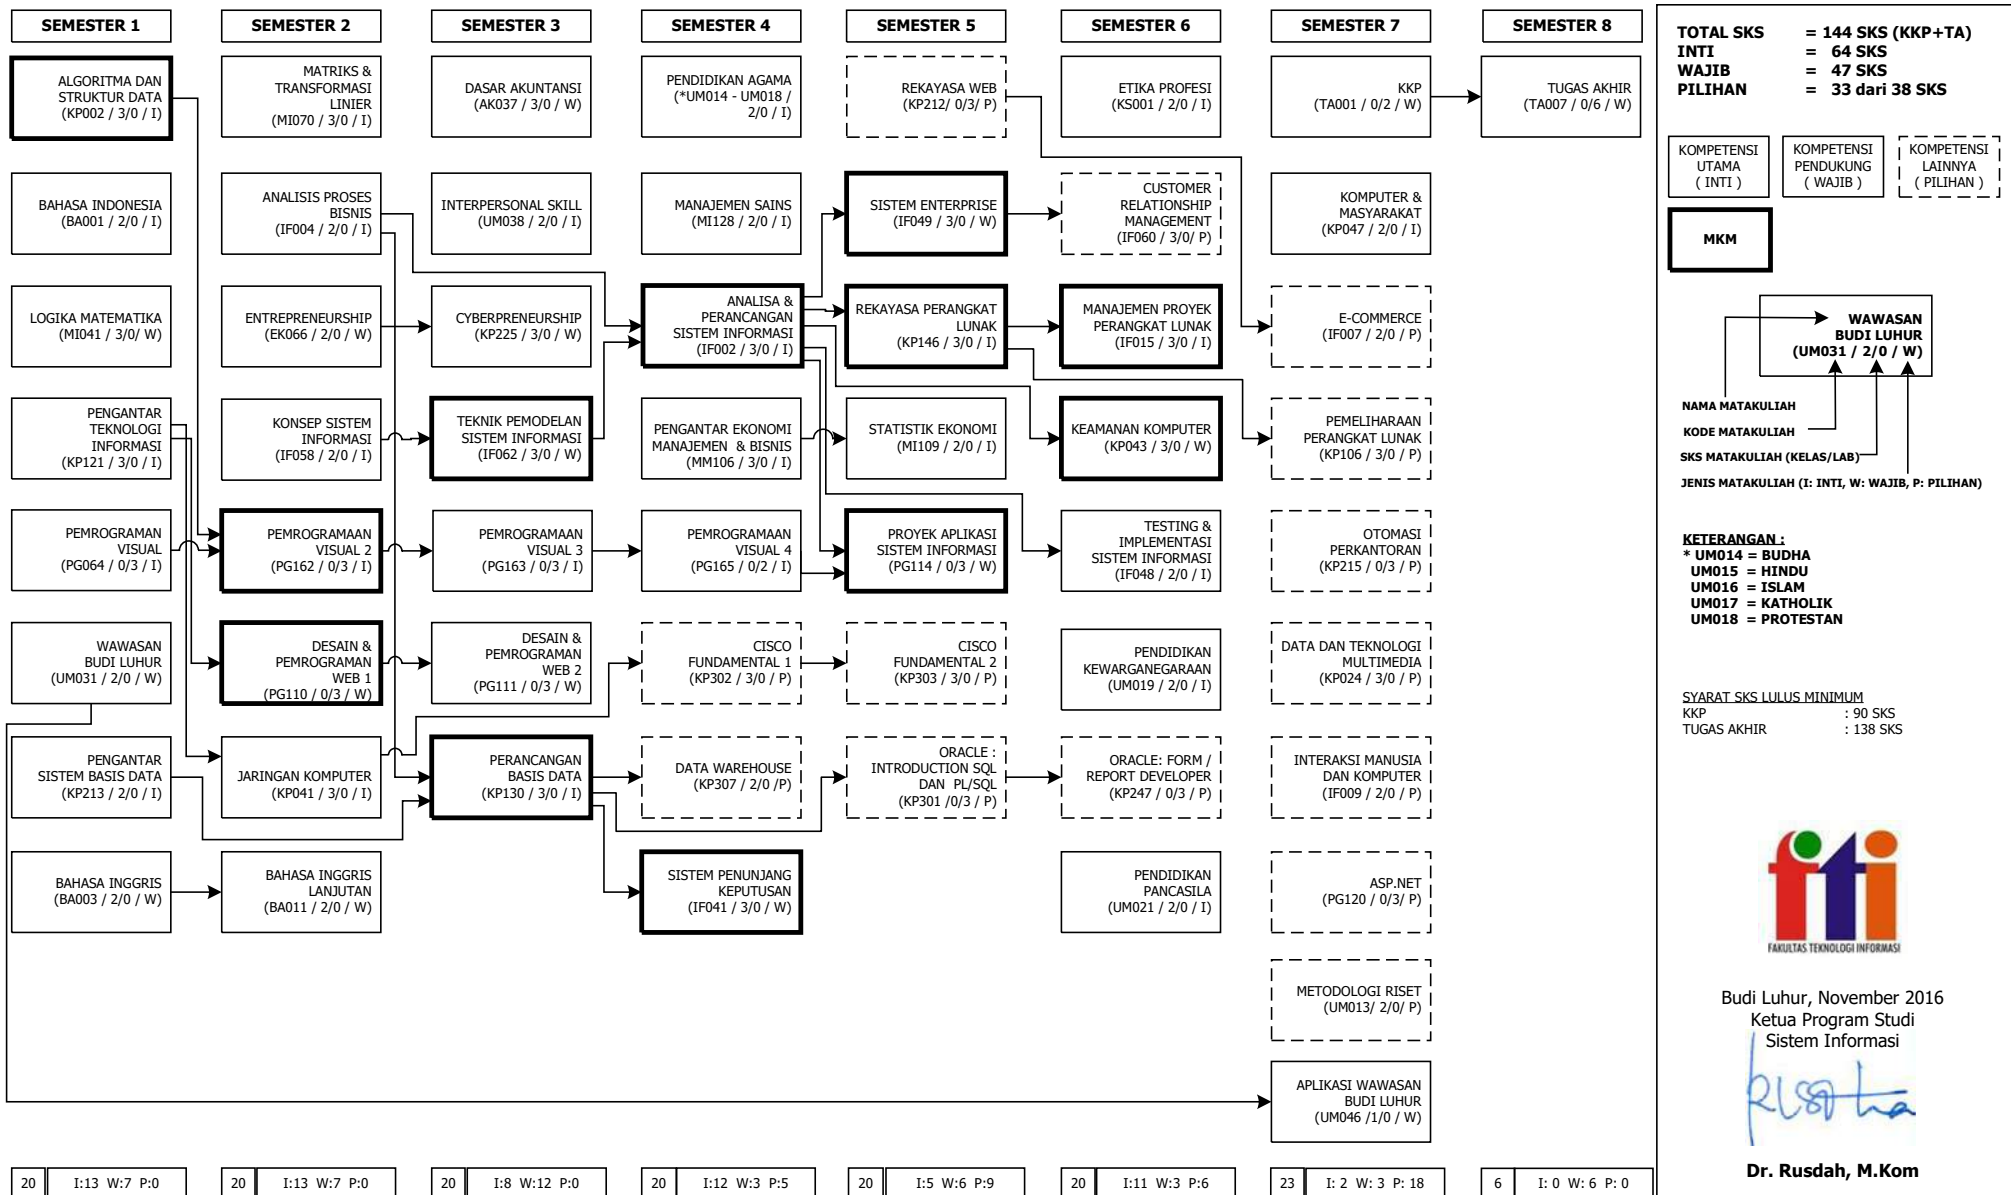 SEMESTER 1
ALGORITMA DAN
STRUKTUR DATA
(KP002 / 3/0 / I)
BAHASA INDONESIA
(BA001 / 2/0 / I)
LOGIKA MATEMATIKA
(MI041 / 3/0/ W)
PENGANTAR
TEKNOLOGI
INFORMASI
(KP121 / 3/0 / I)
PEMROGRAMAN
VISUAL
(PG064 / 0/3 / I)
WAWASAN
BUDI LUHUR
(UM031 / 2/0 / W)
PENGANTAR
SISTEM BASIS DATA
(KP213 / 2/0 / I)
BAHASA INGGRIS
(BA003 / 2/0 / W)
20 I:13 W:7 P:0
SEMESTER 2
MATRIKS &
TRANSFORMASI
LINIER
(MI070 / 3/0 / I)
ANALISIS PROSES
BISNIS
(IF004 / 2/0 / I)
ENTREPRENEURSHIP
(EK066 / 2/0 / W)
KONSEP SISTEM
INFORMASI
(IF058 / 2/0 / I)
PEMROGRAMAAN
VISUAL 2
(PG162 / 0/3 / I)
DESAIN &
PEMROGRAMAN
WEB 1
(PG110 / 0/3 / W)
JARINGAN KOMPUTER
(KP041 / 3/0 / I)
BAHASA INGGRIS
LANJUTAN
(BA011 / 2/0 / W)
20 I:13 W:7 P:0
SEMESTER 3
DASAR AKUNTANSI
(AK037 / 3/0 / W)
INTERPERSONAL SKILL
(UM038 / 2/0 / I)
CYBERPRENEURSHIP
(KP225 / 3/0 / W)
TEKNIK PEMODELAN
SISTEM INFORMASI
(IF062 / 3/0 / W)
PEMROGRAMAAN
VISUAL 3
(PG163 / 0/3 / I)
DESAIN &
PEMROGRAMAN
WEB 2
(PG111 / 0/3 / W)
PERANCANGAN
BASIS DATA
(KP130 / 3/0 / I)
20 I:8 W:12 P:0
SEMESTER 4
PENDIDIKAN AGAMA
(*UM014 - UM018 /
2/0 / I)
MANAJEMEN SAINS
(MI128 / 2/0 / I)
ANALISA &
PERANCANGAN
SISTEM INFORMASI
(IF002 / 3/0 / I)
PENGANTAR EKONOMI
MANAJEMEN & BISNIS
(MM106 / 3/0 / I)
PEMROGRAMAAN
VISUAL 4
(PG165 / 0/2 / I)
CISCO
FUNDAMENTAL 1
(KP302 / 3/0 / P)
DATA WAREHOUSE
(KP307 / 2/0 /P)
SISTEM PENUNJANG
KEPUTUSAN
(IF041 / 3/0 / W)
20 I:12 W:3 P:5
SEMESTER 5
REKAYASA WEB
(KP212/ 0/3/ P)
SISTEM ENTERPRISE
(IF049 / 3/0 / W)
REKAYASA PERANGKAT
LUNAK
(KP146 / 3/0 / I)
STATISTIK EKONOMI
(MI109 / 2/0 / I)
PROYEK APLIKASI
SISTEM INFORMASI
(PG114 / 0/3 / W)
CISCO
FUNDAMENTAL 2
(KP303 / 3/0 / P)
ORACLE :
INTRODUCTION SQL
DAN PL/SQL
(KP301 /0/3 / P)
20 I:5 W:6 P:9
SEMESTER 6
ETIKA PROFESI
(KS001 / 2/0 / I)
CUSTOMER
RELATIONSHIP
MANAGEMENT
(IF060 / 3/0/ P)
MANAJEMEN PROYEK
PERANGKAT LUNAK
(IF015 / 3/0 / I)
KEAMANAN KOMPUTER
(KP043 / 3/0 / W)
TESTING &
IMPLEMENTASI
SISTEM INFORMASI
(IF048 / 2/0 / I)
PENDIDIKAN
KEWARGANEGARAAN
(UM019 / 2/0 / I)
ORACLE: FORM /
REPORT DEVELOPER
(KP247 / 0/3 / P)
PENDIDIKAN
PANCASILA
(UM021 / 2/0 / I)
20 I:11 W:3 P:6
SEMESTER 7
KKP
(TA001 / 0/2 / W)
KOMPUTER &
MASYARAKAT
(KP047 / 2/0 / I)
E-COMMERCE
(IF007 / 2/0 / P)
PEMELIHARAAN
PERANGKAT LUNAK
(KP106 / 3/0 / P)
OTOMASI
PERKANTORAN
(KP215 / 0/3 / P)
DATA DAN TEKNOLOGI
MULTIMEDIA
(KP024 / 3/0 / P)
INTERAKSI MANUSIA
DAN KOMPUTER
(IF009 / 2/0 / P)
ASP.NET
(PG120 / 0/3/ P)
METODOLOGI RISET
(UM013/ 2/0/ P)
APLIKASI WAWASAN
BUDI LUHUR
(UM046 /1/0 / W)
23 I: 2 W: 3 P: 18
SEMESTER 8
TUGAS AKHIR
(TA007 / 0/6 / W)
6 I: 0 W: 6 P: 0
TOTAL SKS = 144 SKS (KKP+TA)
INTI = 64 SKS
WAJIB = 47 SKS
PILIHAN = 33 dari 38 SKS
KOMPETENSI
UTAMA
( INTI )
KOMPETENSI
PENDUKUNG
( WAJIB )
KOMPETENSI
LAINNYA
( PILIHAN )
MKM
WAWASAN
BUDI LUHUR
(UM031 / 2/0 / W)
NAMA MATAKULIAH
KODE MATAKULIAH
SKS MATAKULIAH (KELAS/LAB)
JENIS MATAKULIAH (I: INTI, W: WAJIB, P: PILIHAN)
KETERANGAN :
* UM014 = BUDHA
UM015 = HINDU
UM016 = ISLAM
UM017 = KATHOLIK
UM018 = PROTESTAN
SYARAT SKS LULUS MINIMUM
KKP : 90 SKS
TUGAS AKHIR : 138 SKS
fti
FAKULTAS TEKNOLOGI INFORMASI
Budi Luhur, November 2016
Ketua Program Studi
Sistem Informasi
Dr. Rusdah, M.Kom